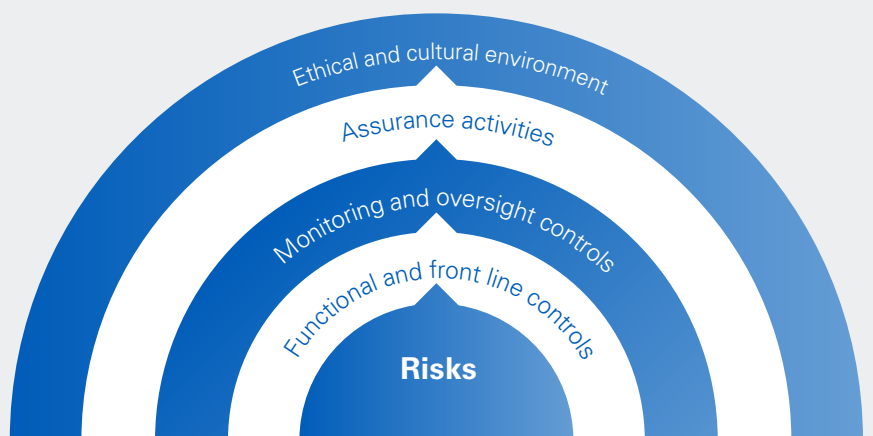 Ethical and cultural environment
Assurance activities
Monitoring and oversight controls
Functional and front line controls
Risks